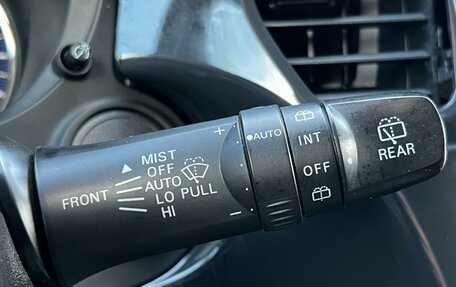 MIST
OFF
FRONT AUTO PULL
LO
HI
+
−
AUTO
INT
OFF
REAR